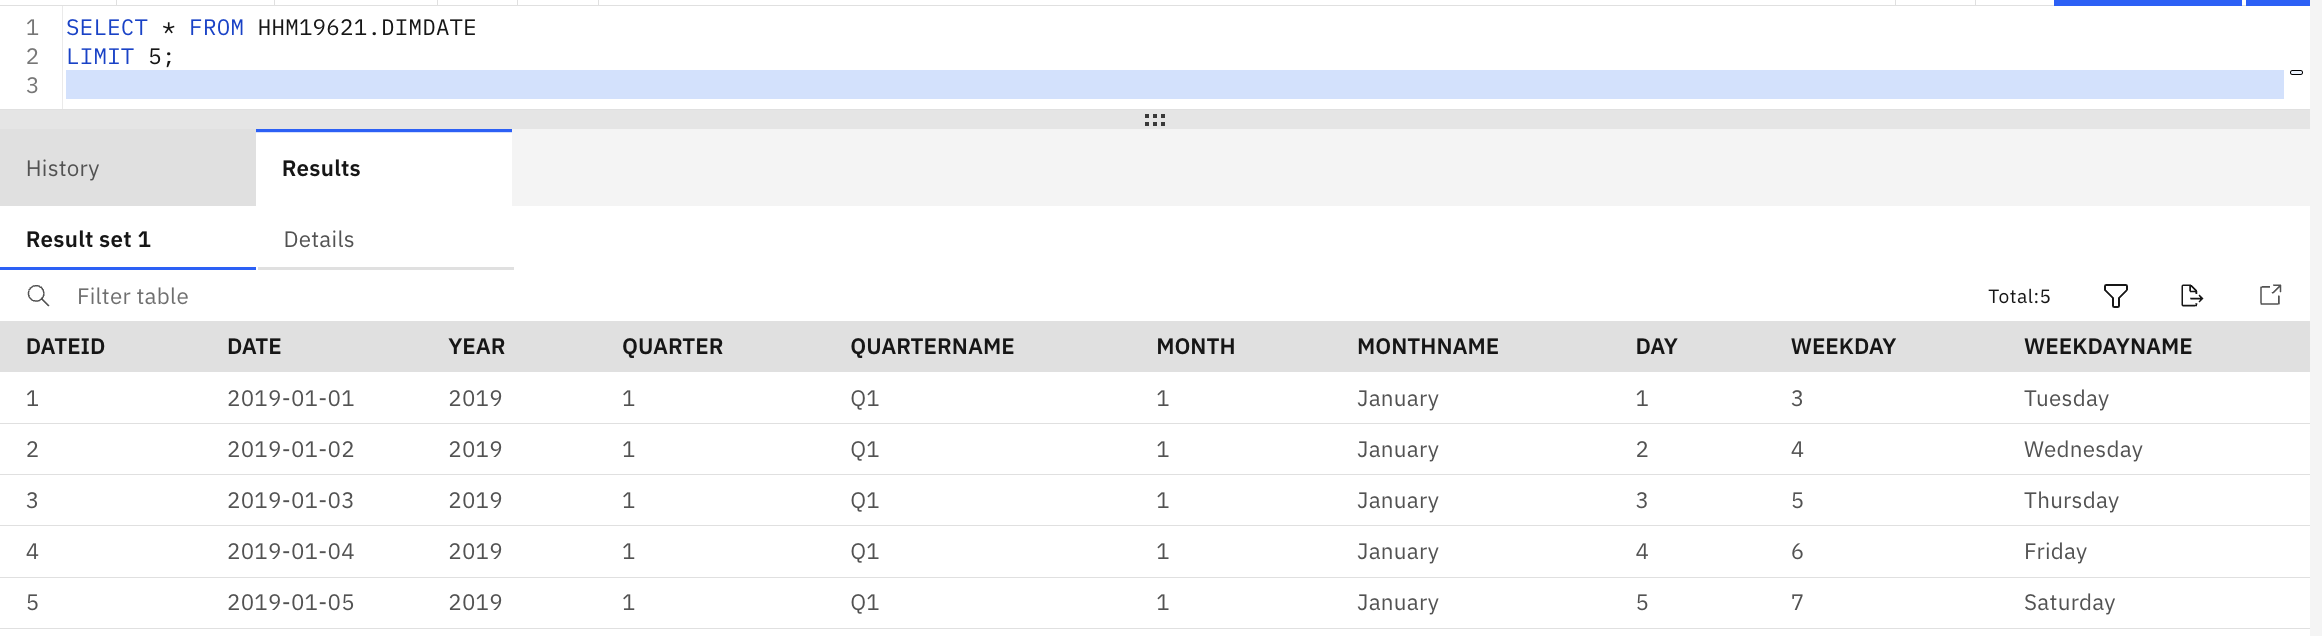 1 SELECT * FROM HHM19621.DIMDATE
2 LIMIT 5;
3
History Results
Result set 1 Details
Filter table Total:5
DATEID DATE YEAR QUARTER QUARTERNAME MONTH MONTHNAME DAY WEEKDAY WEEKDAYNAME
1 2019-01-01 2019 1 Q1 1 January 1 3 Tuesday
2 2019-01-02 2019 1 Q1 1 January 2 4 Wednesday
3 2019-01-03 2019 1 Q1 1 January 3 5 Thursday
4 2019-01-04 2019 1 Q1 1 January 4 6 Friday
5 2019-01-05 2019 1 Q1 1 January 5 7 Saturday